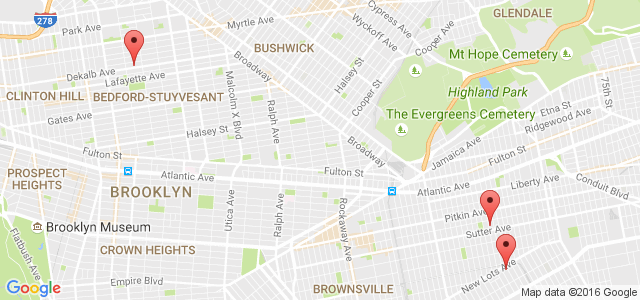 GLENDALE
278
Park Ave
Myrtle Ave
Wyckoff Ave
Cypress Ave
Cooper Ave
BUSHWICK
Mt Hope Cemetery
Dekalb Ave
Lafayette Ave
Broadway
Halsey St
75th St
CLINTON HILL
BEDFORD-STUYVESANT
Malcolm X Blvd
Highland Park
Cooper St
Etna St
Gates Ave
Ralph Ave
The Evergreens Cemetery
Ridgewood Ave
Halsey St
Broadway
Jamaica Ave
Fulton St
Fulton St
Fulton St
PROSPECT
HEIGHTS
Atlantic Ave
Atlantic Ave
Liberty Ave
Conduit Blvd
BROOKLYN
Utica Ave
Ralph Ave
Rockaway Ave
Pitkin Ave
Brooklyn Museum
Sutter Ave
Flatbush Ave
CROWN HEIGHTS
New Lots Ave
Empire Blvd
BROWNSVILLE
Google
Map data ©2016 Google